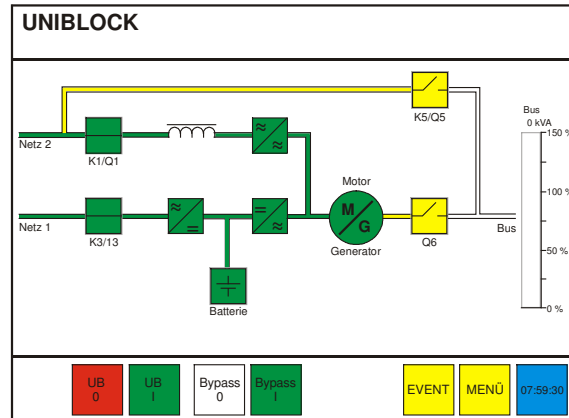 UNIBLOCK
K5/Q5
Bus
0 kVA
150 %
Netz 2
K1/Q1
100 %
Motor
M
G
Netz 1
K3/13
Generator
Q6
Bus
50 %
Batterie
0 %
UB
0
UB
I
Bypass
0
Bypass
I
EVENT
MENÜ
07:59:30